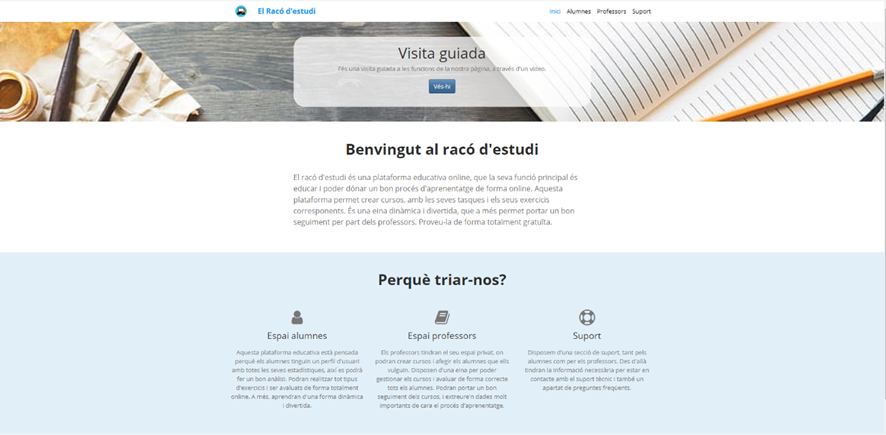 El Racó d'estudi
Inici Alumnes Professors Suport
Visita guiada
Fés una visita guiada a les funcions de la nostra pàgina, a través d'un vídeo.
Vés-hi
Benvingut al racó d'estudi
El racó d'estudi és una plataforma educativa online, que la seva funció principal és
educar i poder dónar un bon procés d'aprenentatge de forma online. Aquesta
plataforma permet crear cursos, amb les seves tasques i els seus exercicis
corresponents. És una eina dinàmica i divertida, que a més permet portar un bon
seguiment per part dels professors. Proveu-la de forma totalment gratuïta.
Perquè triar-nos?
Espai alumnes
Aquesta plataforma educativa està pensada
perquè els alumnes tinguin un perfil d'usuari
amb totes les seves estadístiques, així es podrà
fer un bon anàlisi. Podran realitzar tot tipus
d'exercicis i ser avaluats de forma totalment
online. A més, aprendran d'una forma dinàmica
i divertida.
Espai professors
Els professors tindran el seu espai privat, on
podran crear cursos i afegir els alumnes que ells
vulguin. Disposen d'una eina per poder
gestionar els cursos i avaluar de forma correcte
tots els alumnes. Podran portar un bon
seguiment dels cursos, i extreure'n dades molt
importants de cara el procés d'aprenentatge.
Suport
Disposem d'una secció de suport, tant pels
alumnes com per els professors. Des d'allà
tindran la informació necessària per estar en
contacte amb el suport tècnic i també un
apartat de preguntes freqüents.